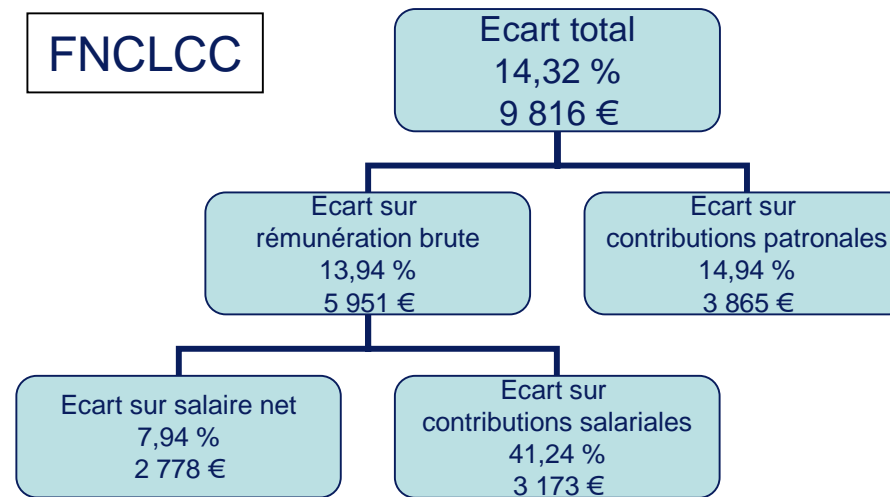 FNCLCC
Ecart total
14,32 %
9 816 €
Ecart sur
rémunération brute
13,94 %
5 951 €
Ecart sur
contributions patronales
14,94 %
3 865 €
Ecart sur salaire net
7,94 %
2 778 €
Ecart sur
contributions salariales
41,24 %
3 173 €